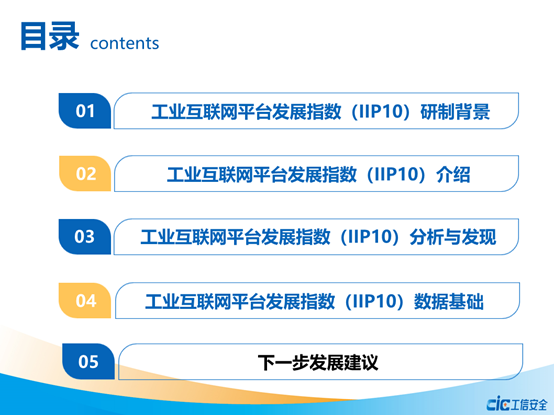 目录 contents
01 工业互联网平台发展指数（IIP10）研制背景
02 工业互联网平台发展指数（IIP10）介绍
03 工业互联网平台发展指数（IIP10）分析与发现
04 工业互联网平台发展指数（IIP10）数据基础
05 下一步发展建议
CIC工信安全